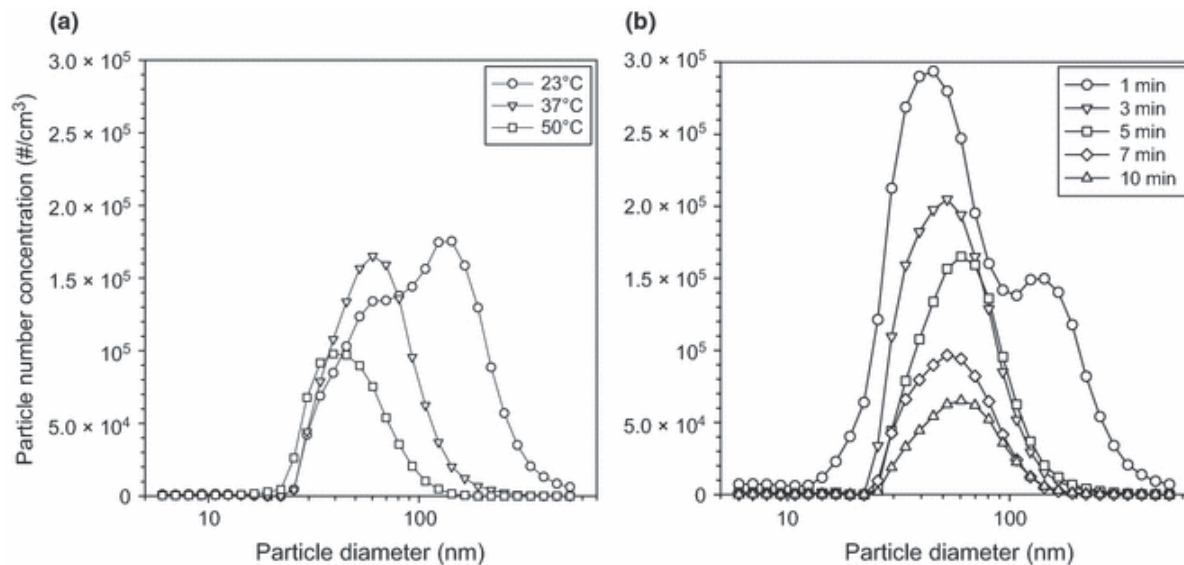 (a)
Particle number concentration (#/cm³)
3.0 × 10⁵
2.5 × 10⁵
2.0 × 10⁵
1.5 × 10⁵
10⁵
5.0 × 10⁴
0
10
100
Particle diameter (nm)
23°C
37°C
50°C
(b)
3.0 × 10⁵
2.5 × 10⁵
2.0 × 10⁵
1.5 × 10⁵
10⁵
5.0 × 10⁴
0
10
100
Particle diameter (nm)
1 min
3 min
5 min
7 min
10 min